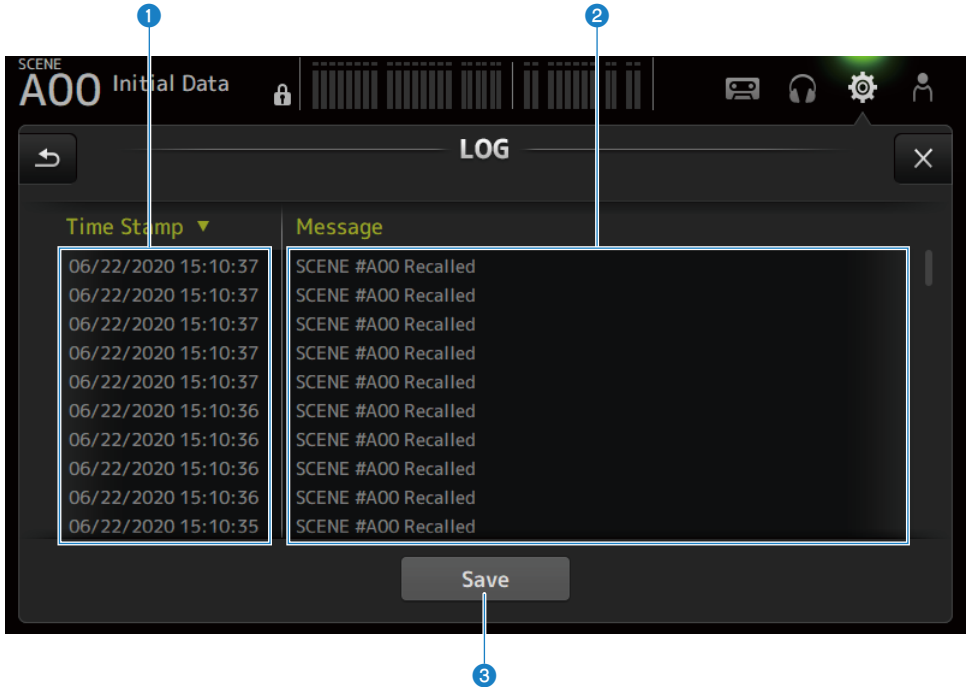 1 2
SCENE
A00 Initial Data
LOG
Time Stamp ▼ Message
06/22/2020 15:10:37 SCENE #A00 Recalled
06/22/2020 15:10:37 SCENE #A00 Recalled
06/22/2020 15:10:37 SCENE #A00 Recalled
06/22/2020 15:10:37 SCENE #A00 Recalled
06/22/2020 15:10:37 SCENE #A00 Recalled
06/22/2020 15:10:36 SCENE #A00 Recalled
06/22/2020 15:10:36 SCENE #A00 Recalled
06/22/2020 15:10:36 SCENE #A00 Recalled
06/22/2020 15:10:36 SCENE #A00 Recalled
06/22/2020 15:10:35 SCENE #A00 Recalled
Save
3